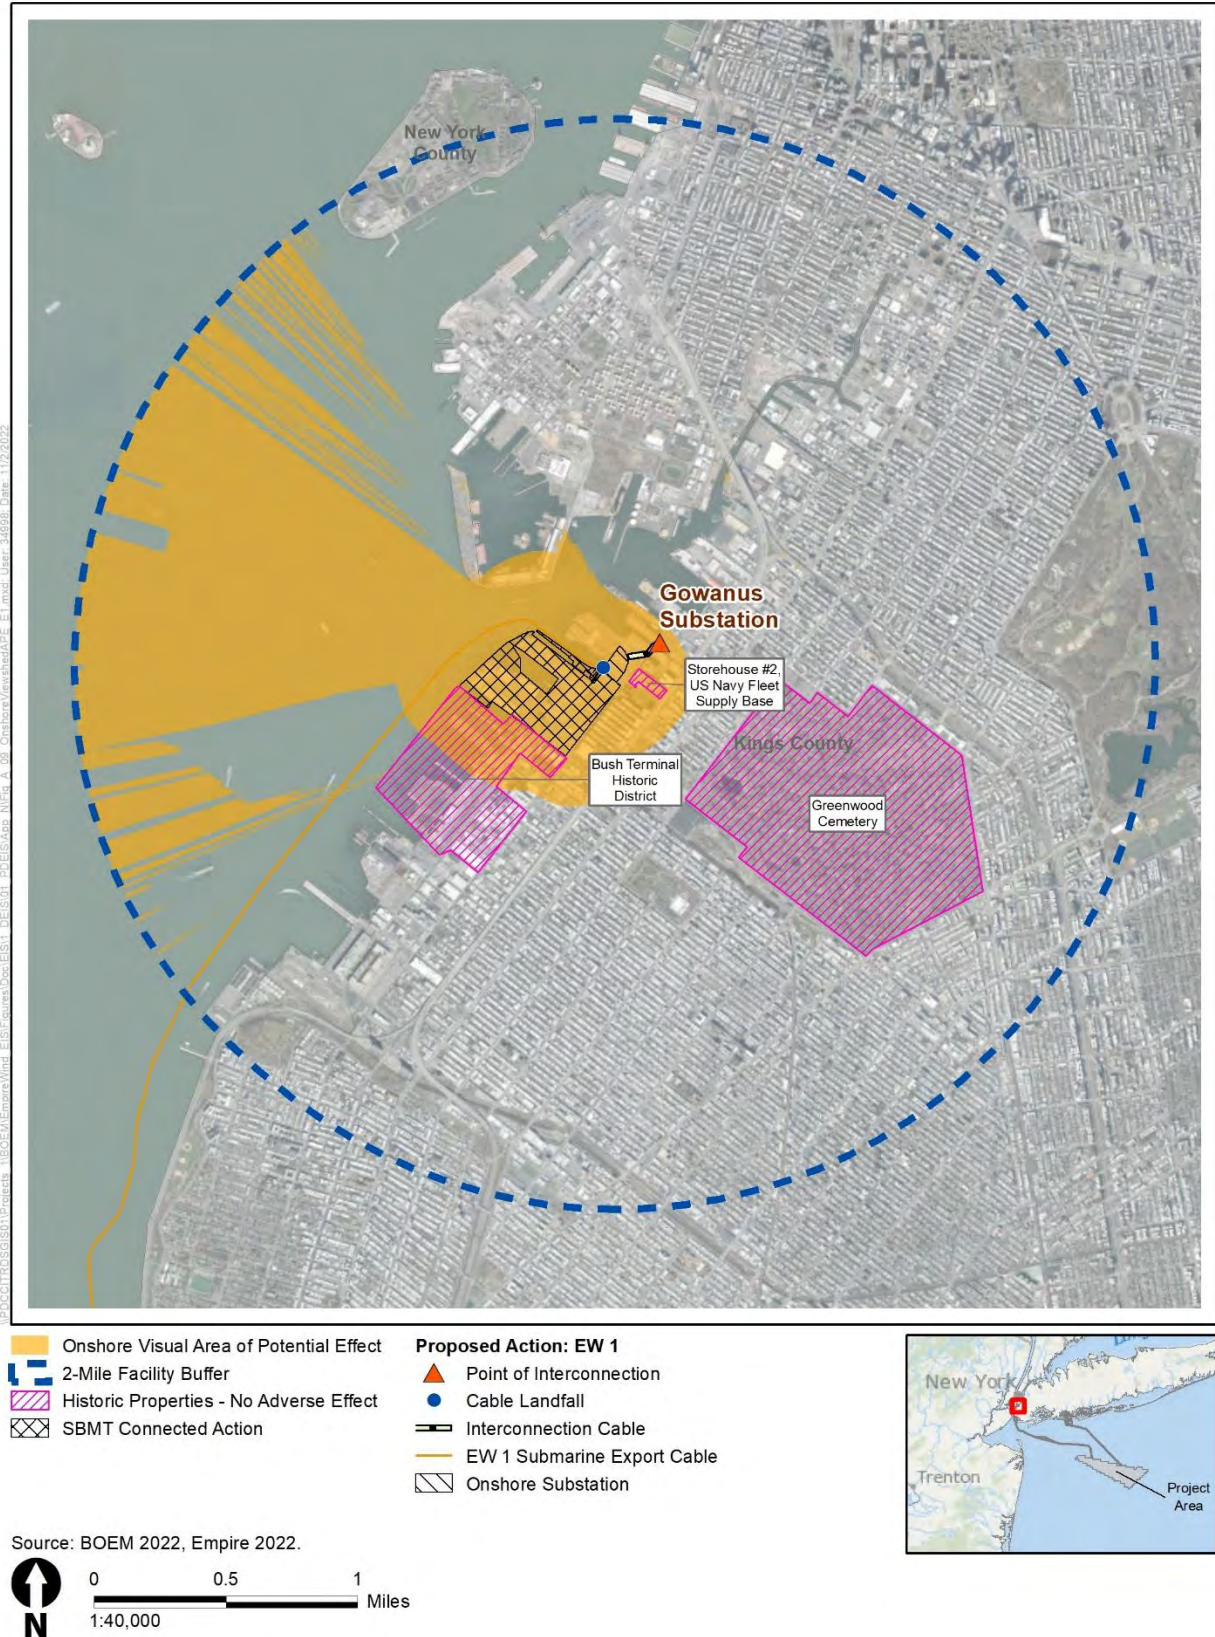 New York
County
Gowanus
Substation
Storehouse #2,
US Navy Fleet
Supply Base
Kings County
Bush Terminal
Historic
District
Greenwood
Cemetery
Onshore Visual Area of Potential Effect
2-Mile Facility Buffer
Historic Properties - No Adverse Effect
SBMT Connected Action
Proposed Action: EW 1
Point of Interconnection
Cable Landfall
Interconnection Cable
EW 1 Submarine Export Cable
Onshore Substation
New York
Trenton
Project
Area
Source: BOEM 2022, Empire 2022.
N
0 0.5 1
Miles
1:40,000